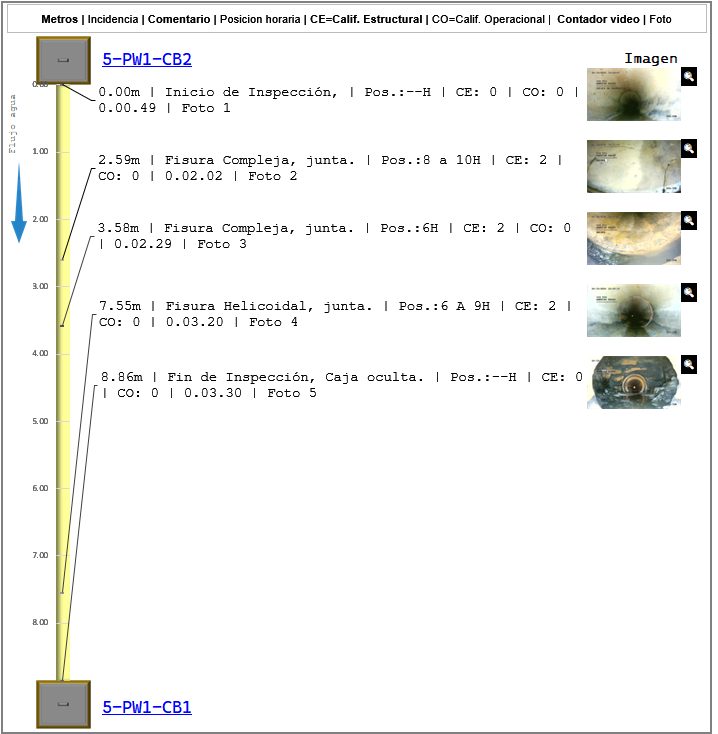 Metros | Incidencia | Comentario | Posicion horaria | CE=Calif. Estructural | CO=Calif. Operacional | Contador video | Foto
5-PW1-CB2
Imagen
0.00m | Inicio de Inspección, | Pos.:--H | CE: 0 | CO: 0 |
0.00.49 | Foto 1
2.59m | Fisura Compleja, junta. | Pos.:8 a 10H | CE: 2 |
CO: 0 | 0.02.02 | Foto 2
3.58m | Fisura Compleja, junta. | Pos.:6H | CE: 2 | CO: 0
| 0.02.29 | Foto 3
7.55m | Fisura Helicoidal, junta. | Pos.:6 A 9H | CE: 2 |
CO: 0 | 0.03.20 | Foto 4
8.86m | Fin de Inspección, Caja oculta. | Pos.:--H | CE: 0
| CO: 0 | 0.03.30 | Foto 5
Flujo agua
0.00
1.00
2.00
3.00
4.00
5.00
6.00
7.00
8.00
5-PW1-CB1